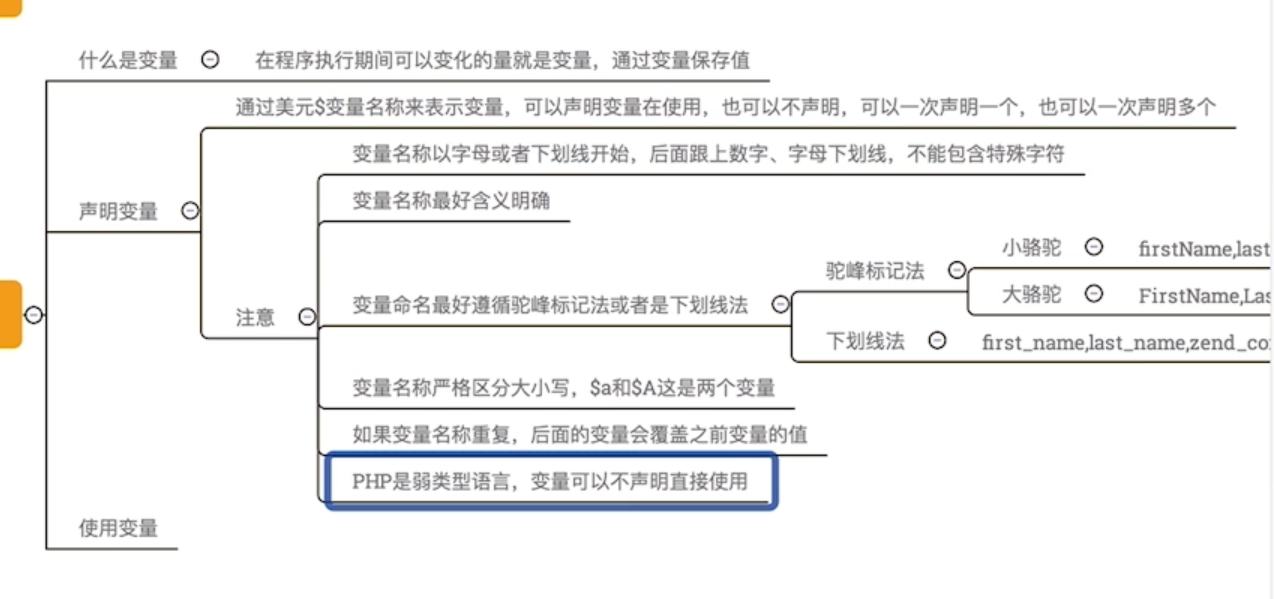 什么是变量
在程序执行期间可以变化的量就是变量，通过变量保存值
声明变量
通过美元$变量名称来表示变量，可以声明变量在使用，也可以不声明，可以一次声明一个，也可以一次声明多个
注意
变量名称以字母或者下划线开始，后面跟上数字、字母下划线，不能包含特殊字符
变量名称最好含义明确
变量命名最好遵循驼峰标记法或者是下划线法
驼峰标记法
小骆驼
firstName,last
大骆驼
FirstName,Las
下划线法
first_name,last_name,zend_co
变量名称严格区分大小写，$a和$A这是两个变量
如果变量名称重复，后面的变量会覆盖之前变量的值
PHP是弱类型语言，变量可以不声明直接使用
使用变量